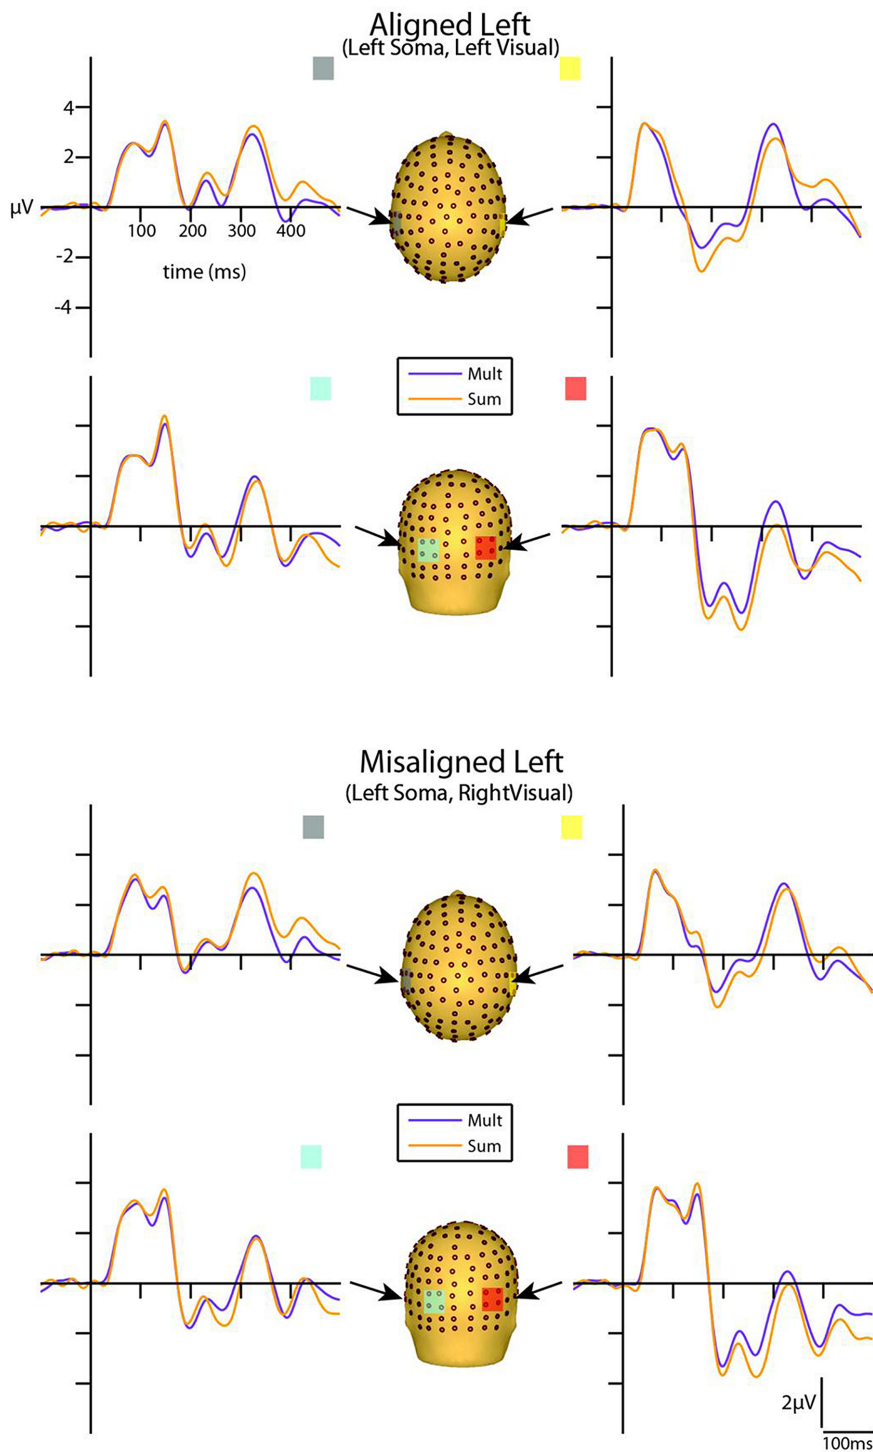 Aligned Left
(Left Soma, Left Visual)
4
2
μV
100 200 300 400
-2
time (ms)
-4
Mult
Sum
Misaligned Left
(Left Soma, RightVisual)
Mult
Sum
2μV
100ms